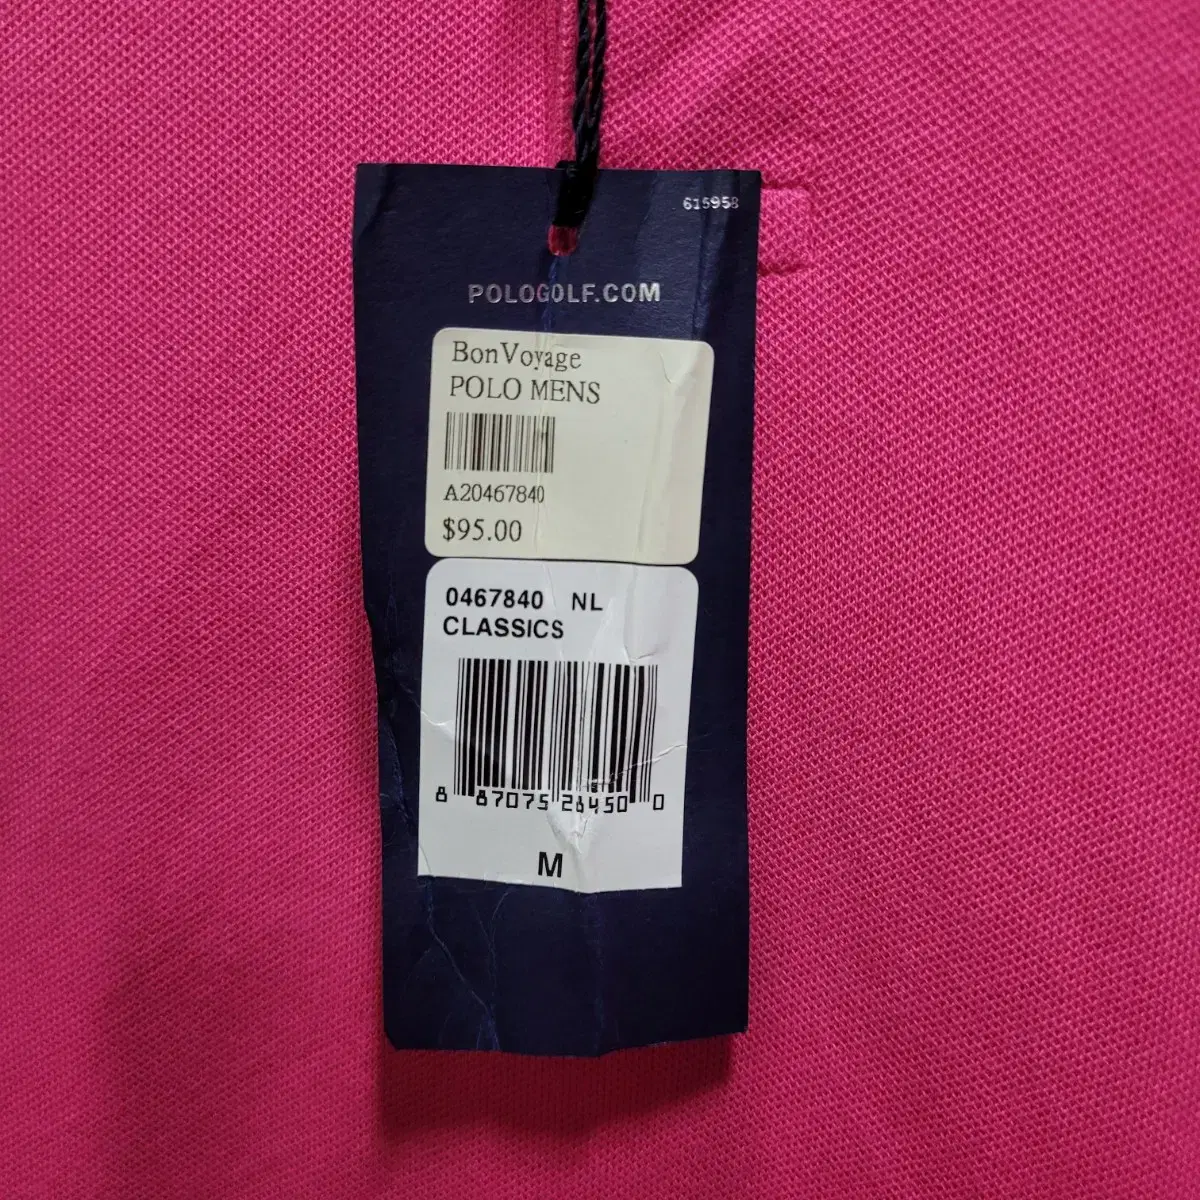 615958
POLOGOLF.COM
BonVoyage
POLO MENS
A20467840
$95.00
0467840 NL
CLASSICS
8 87075 26450 0
M